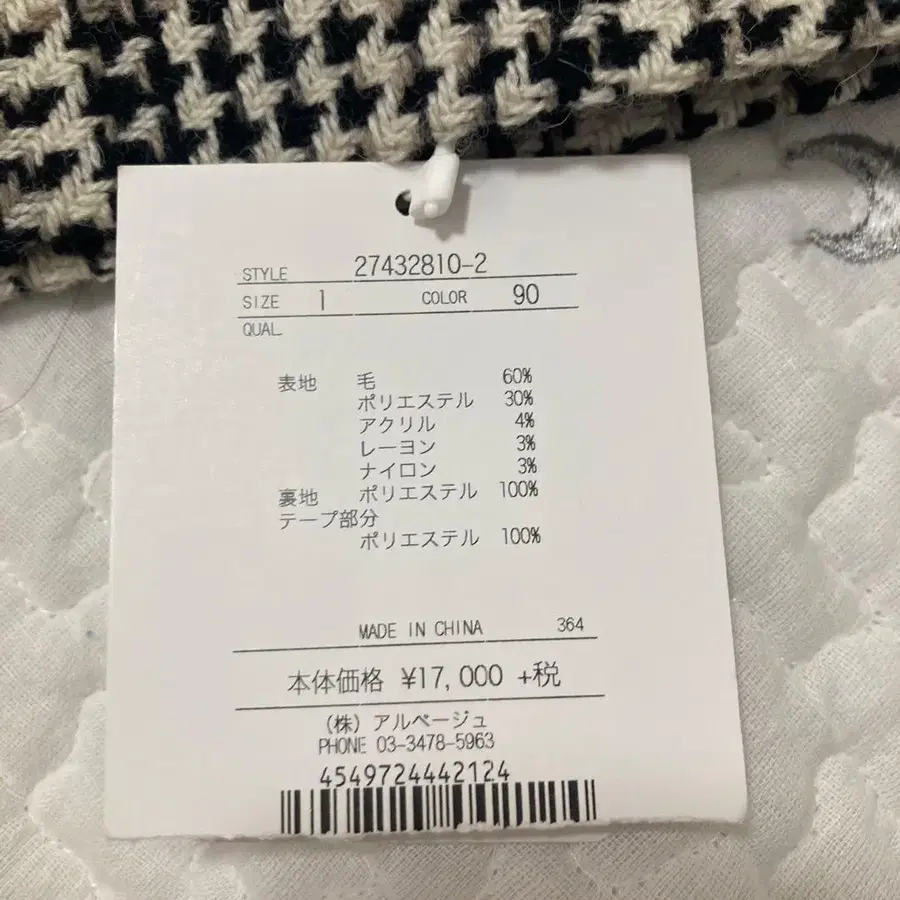 STYLE 27432810-2
SIZE 1 COLOR 90
QUAL
表地 毛 60%
ポリエステル 30%
アクリル 4%
レーヨン 3%
ナイロン 3%
裏地 ポリエステル 100%
テープ部分
ポリエステル 100%
MADE IN CHINA 364
本体価格 ¥17,000 +税
(株) アルページュ
PHONE 03-3478-5963
4549724442124